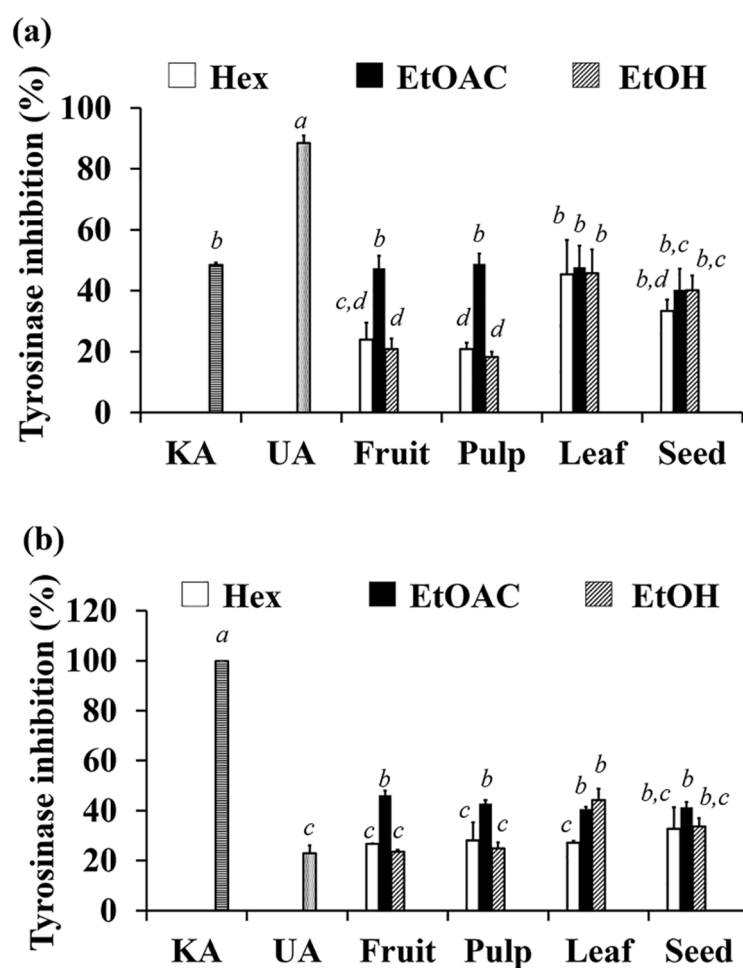 (a)
Hex EtOAC EtOH
Tyrosinase inhibition (%)
100
80
60
40
20
0
b
a
c,d
b
d
d
b
d
b
b
b
b,d
b,c
b,c
KA UA Fruit Pulp Leaf Seed
(b)
Hex EtOAC EtOH
Tyrosinase inhibition (%)
120
100
80
60
40
20
0
a
c
c
b
c
c
b
c
c
b
b
b,c
b
b,c
KA UA Fruit Pulp Leaf Seed